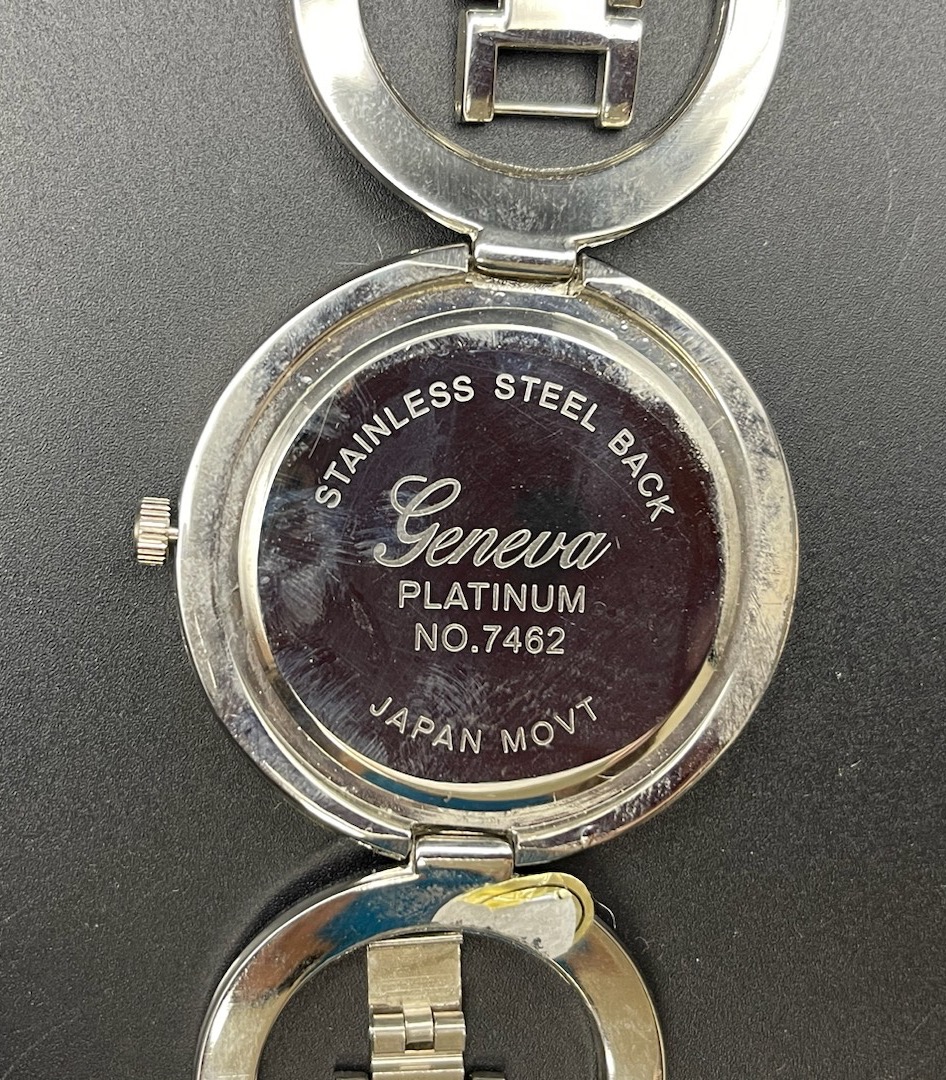 STAINLESS STEEL BACK
Geneva
PLATINUM
NO.7462
JAPAN MOVT